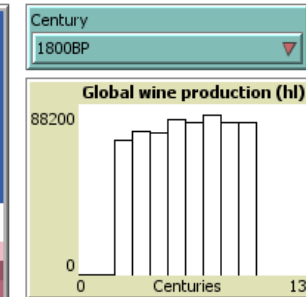 Century
1800BP
Global wine production (hl)
88200
0
0 Centuries 13